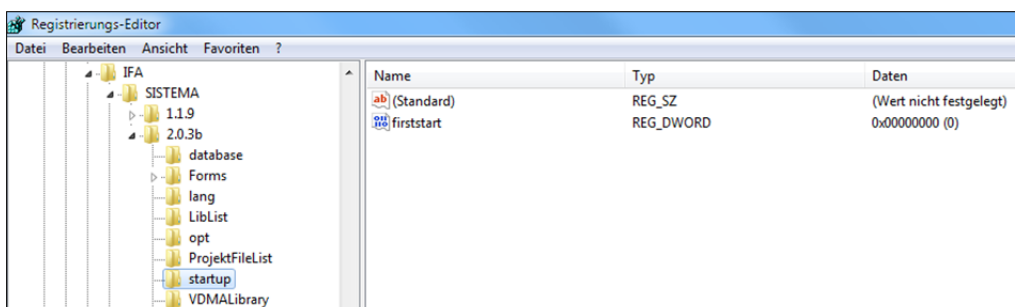 Registrierungs-Editor
Datei Bearbeiten Ansicht Favoriten ?
IFA
SISTEMA
1.1.9
2.0.3b
database
Forms
lang
LibList
opt
ProjektFileList
startup
VDMALibrary
Name Typ Daten
ab (Standard) REG_SZ (Wert nicht festgelegt)
firststart REG_DWORD 0x00000000 (0)